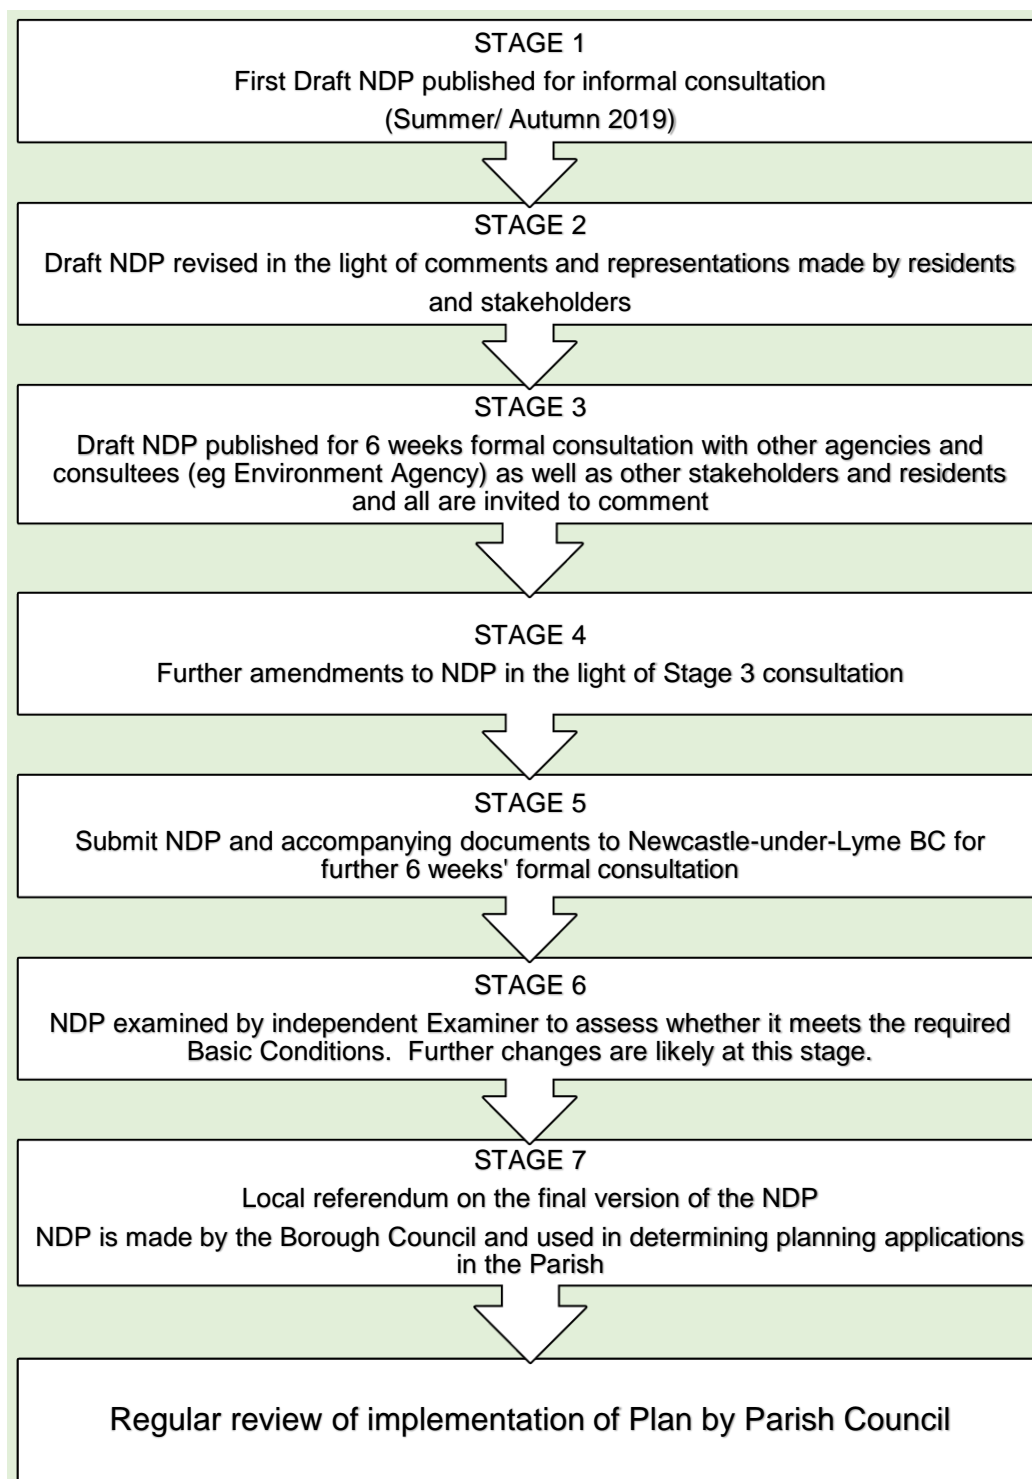 STAGE 1
First Draft NDP published for informal consultation
(Summer/ Autumn 2019)
STAGE 2
Draft NDP revised in the light of comments and representations made by residents
and stakeholders
STAGE 3
Draft NDP published for 6 weeks formal consultation with other agencies and
consultees (eg Environment Agency) as well as other stakeholders and residents
and all are invited to comment
STAGE 4
Further amendments to NDP in the light of Stage 3 consultation
STAGE 5
Submit NDP and accompanying documents to Newcastle-under-Lyme BC for
further 6 weeks' formal consultation
STAGE 6
NDP examined by independent Examiner to assess whether it meets the required
Basic Conditions.  Further changes are likely at this stage.
STAGE 7
Local referendum on the final version of the NDP
NDP is made by the Borough Council and used in determining planning applications
in the Parish
Regular review of implementation of Plan by Parish Council